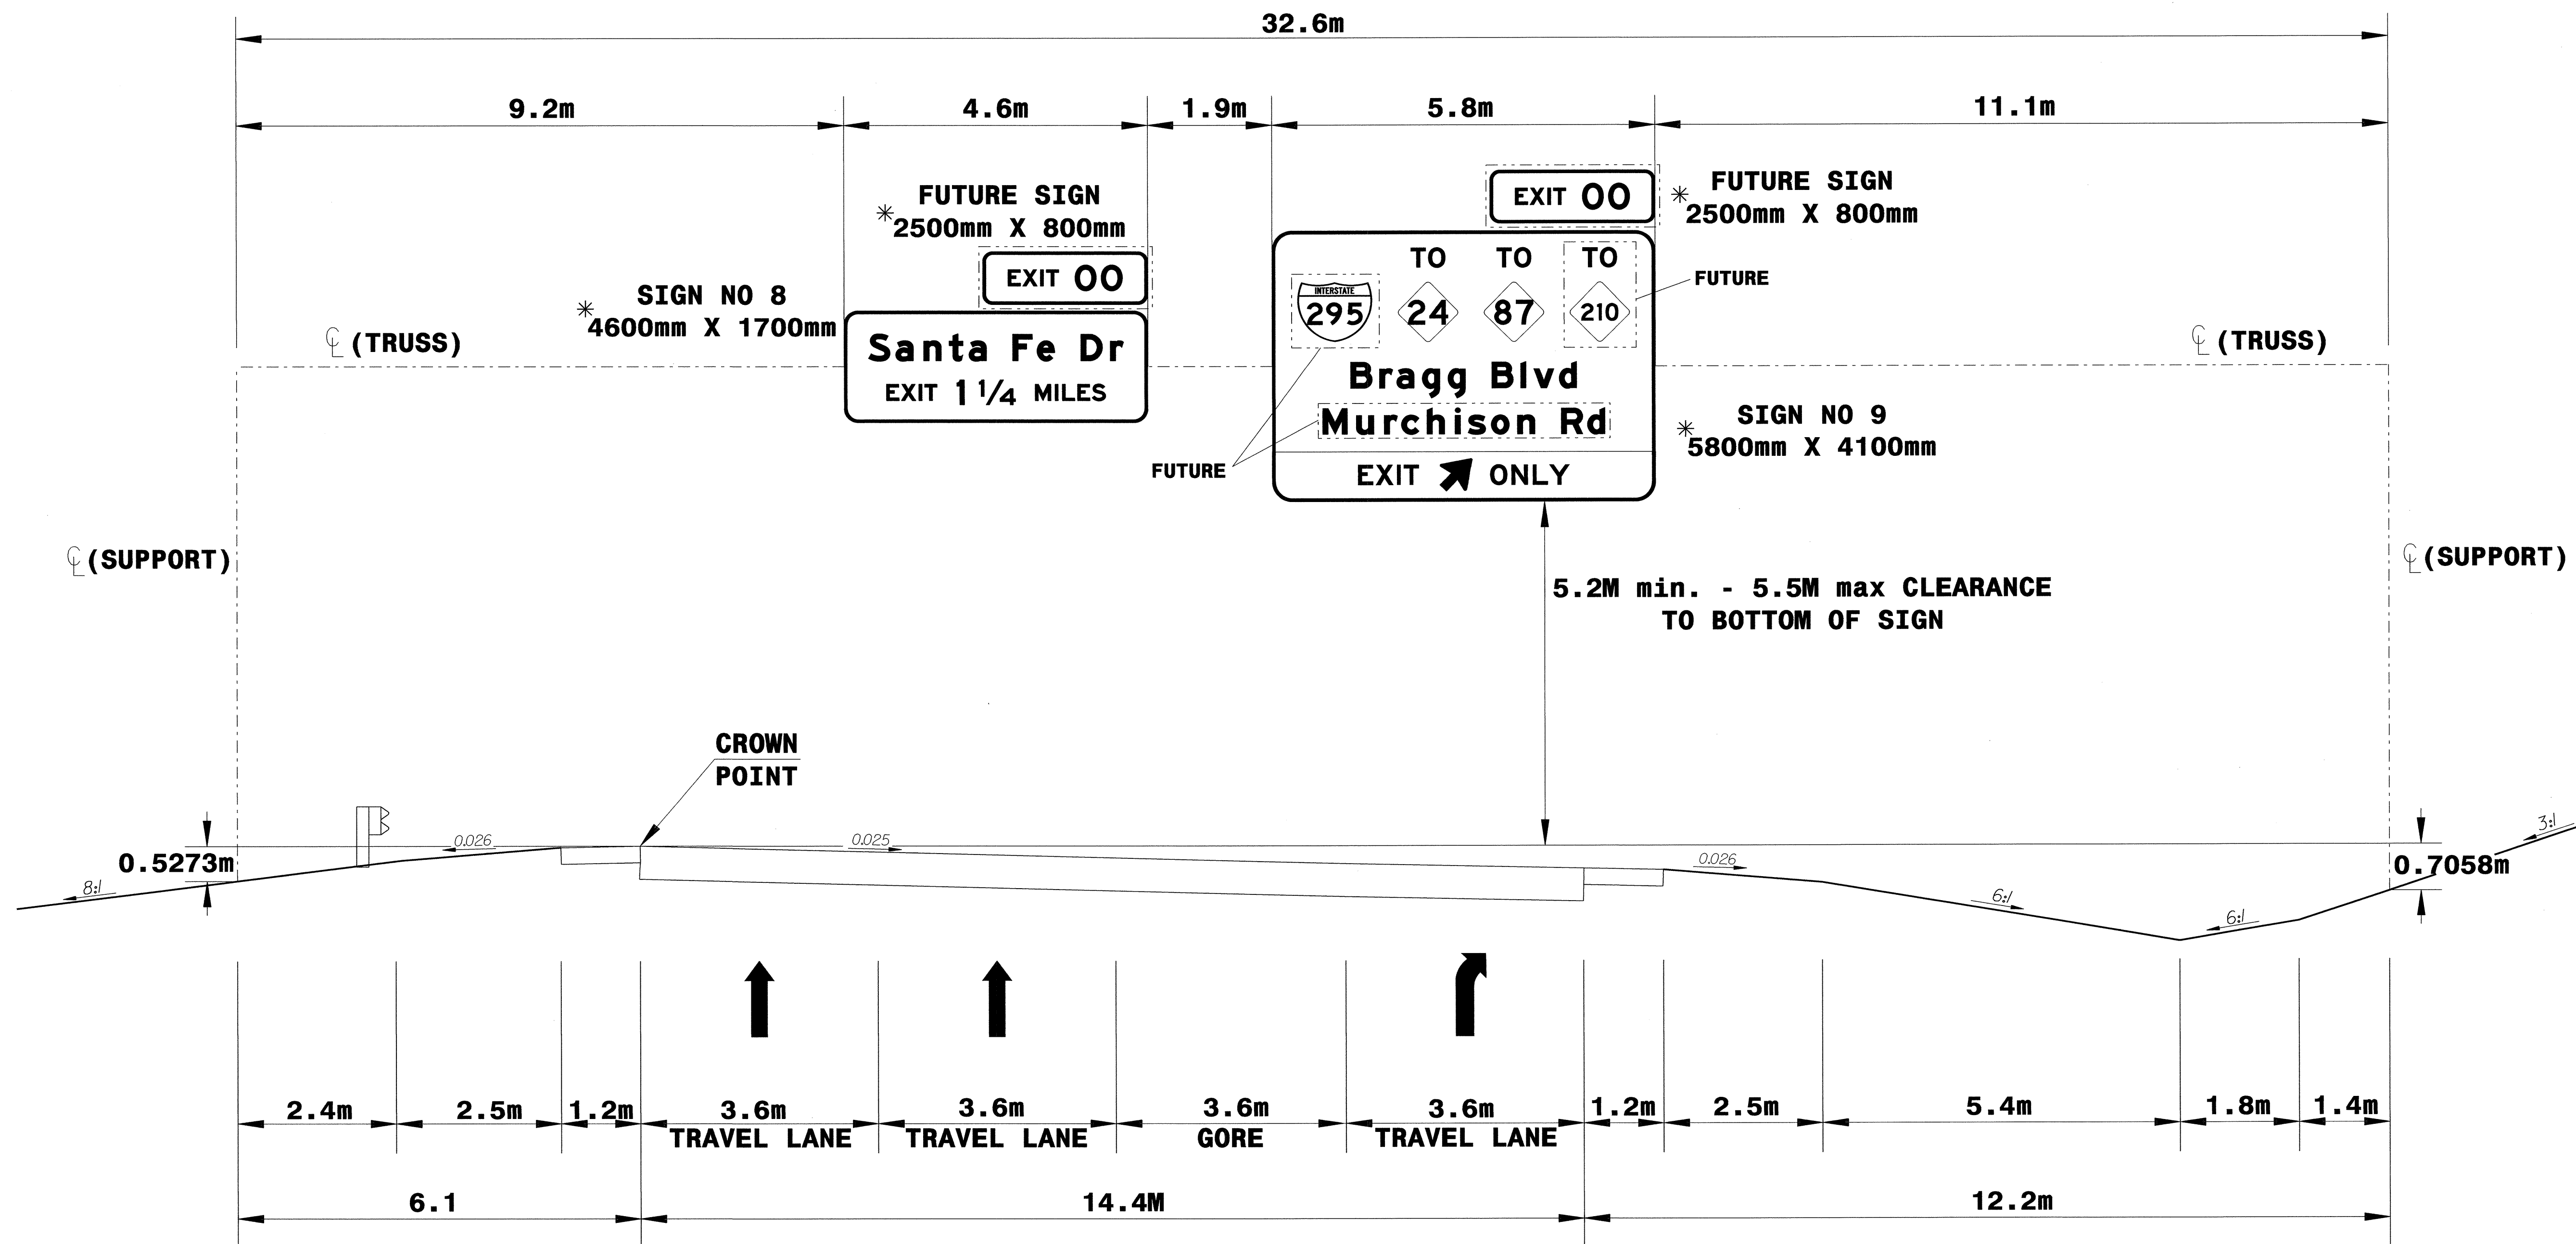 32.6m
9.2m
4.6m
1.9m
5.8m
11.1m
FUTURE SIGN
*2500mm X 800mm
EXIT 00
FUTURE SIGN
*2500mm X 800mm
EXIT 00
SIGN NO 8
*4600mm X 1700mm
Santa Fe Dr
EXIT 1 1/4 MILES
TO TO TO
INTERSTATE
295 24 87 210
FUTURE
Bragg Blvd
Murchison Rd
EXIT ONLY
FUTURE
SIGN NO 9
*5800mm X 4100mm
℄ (TRUSS)
℄ (TRUSS)
℄ (SUPPORT)
℄ (SUPPORT)
5.2M min. - 5.5M max CLEARANCE
TO BOTTOM OF SIGN
CROWN
POINT
0.5273m
8:1
0.026
0.025
0.026
6:1
6:1
3:1
0.7058m
2.4m
2.5m
1.2m
3.6m
TRAVEL LANE
3.6m
TRAVEL LANE
3.6m
GORE
3.6m
TRAVEL LANE
1.2m
2.5m
5.4m
1.8m
1.4m
6.1
14.4M
12.2m